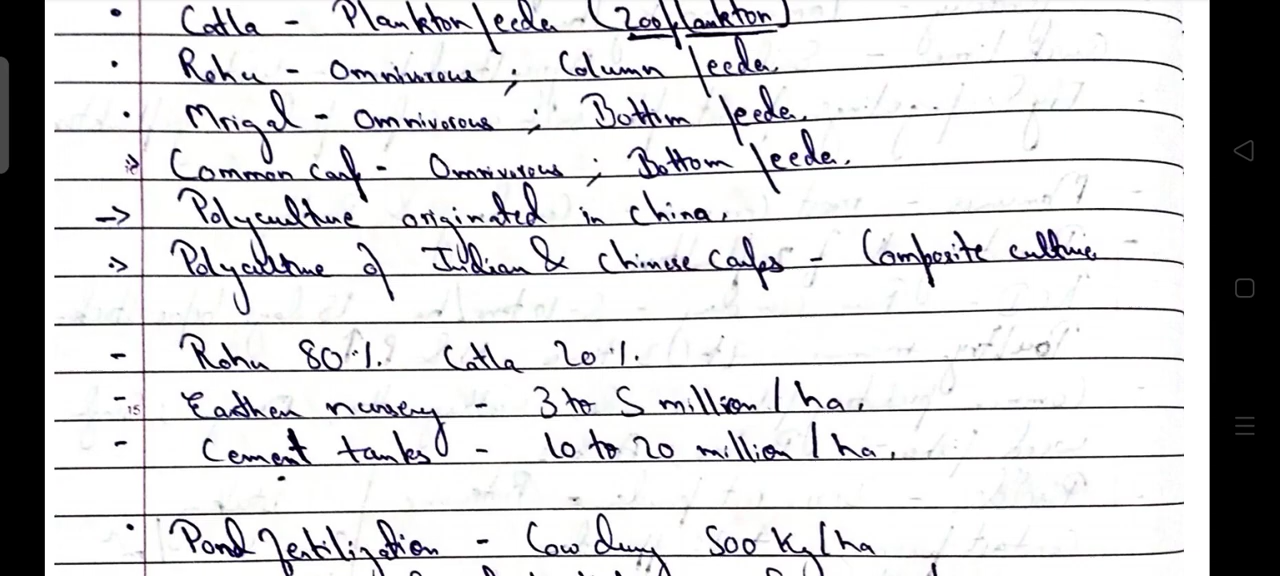 • Catla - Plankton feeder (zooplankton)
• Rohu - Omnivorous ; Column feeder.
• Mrigal - Omnivorous ; Bottom feeder.
Common carp - Omnivorous ; Bottom feeder.
-> Polyculture originated in China.
-> Polyculture of Indian & Chinese carps - Composite culture
- Rohu 80%. Catla 20%.
- Earthen nursery - 3 to 5 million / ha.
- Cement tanks - 10 to 20 million / ha.
• Pond fertilization - Cow dung 500 kg/ha